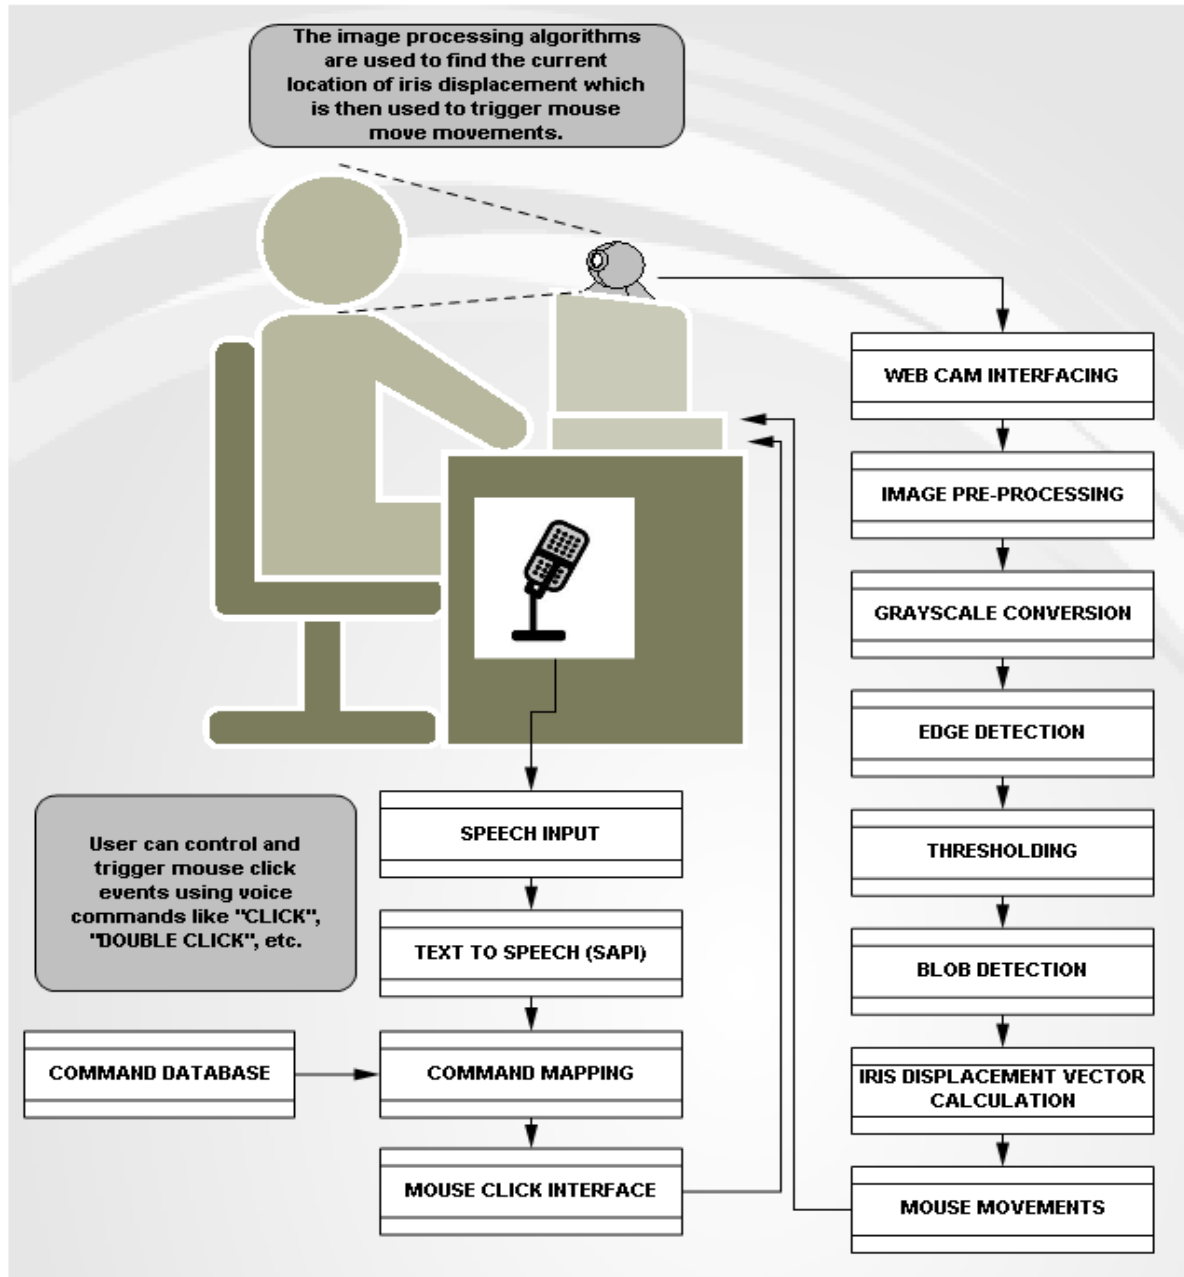 The image processing algorithms
are used to find the current
location of iris displacement which
is then used to trigger mouse
move movements.
WEB CAM INTERFACING
IMAGE PRE-PROCESSING
GRAYSCALE CONVERSION
EDGE DETECTION
THRESHOLDING
BLOB DETECTION
IRIS DISPLACEMENT VECTOR
CALCULATION
MOUSE MOVEMENTS
SPEECH INPUT
TEXT TO SPEECH (SAPI)
COMMAND MAPPING
MOUSE CLICK INTERFACE
COMMAND DATABASE
User can control and
trigger mouse click
events using voice
commands like "CLICK",
"DOUBLE CLICK", etc.